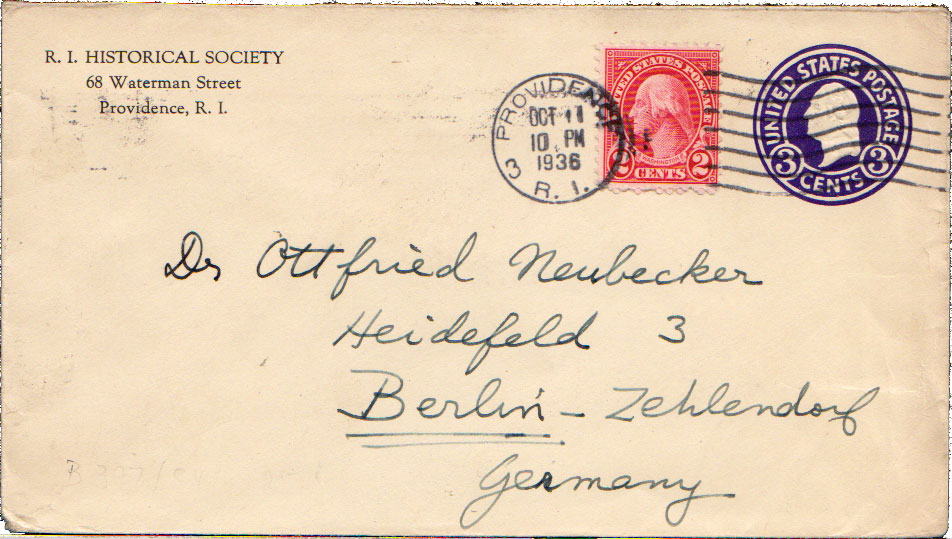 R. I. HISTORICAL SOCIETY
68 Waterman Street
Providence, R. I.
PROVIDENCE
OCT 11
10 PM
1936
3 R. I.
UNITED STATES POSTAGE
WASHINGTON
2 CENTS 2
UNITED STATES POSTAGE
3 CENTS 3
Dr Ottfried Neubecker
Heidefeld 3
Berlin - Zehlendorf
Germany